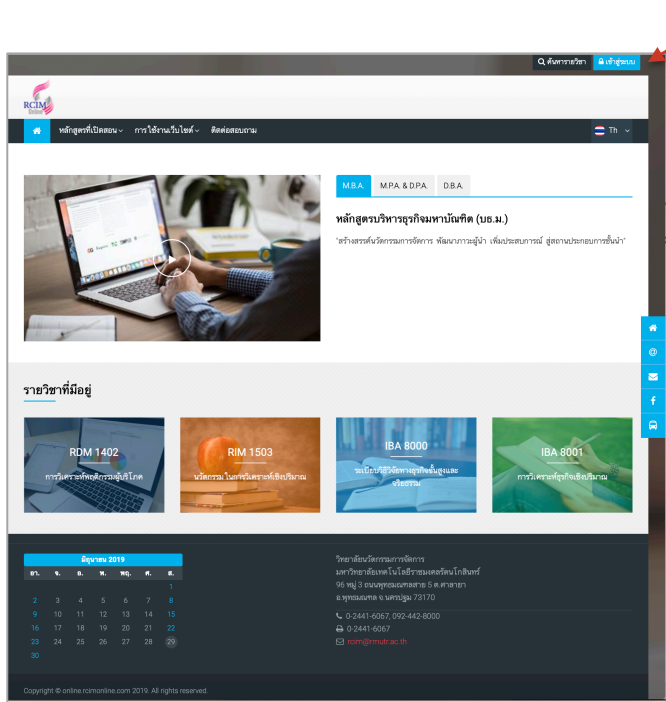 ค้นหารายวิชา เข้าสู่ระบบ
RCIM
Online
หลักสูตรที่เปิดสอน การใช้งานเว็บไซต์ ติดต่อสอบถาม Th
M.B.A. M.P.A. & D.P.A. D.B.A.
หลักสูตรบริหารธุรกิจมหาบัณฑิต (บธ.ม.)
"สร้างสรรค์นวัตกรรมการจัดการ พัฒนาภาวะผู้นำ เพิ่มประสบการณ์ สู่สถานประกอบการชั้นนำ"
รายวิชาที่มีอยู่
RDM 1402
การวิเคราะห์พฤติกรรมผู้บริโภค
RIM 1503
นวัตกรรมในการวิเคราะห์เชิงปริมาณ
IBA 8000
ระเบียบวิธีวิจัยทางธุรกิจขั้นสูงและ
จริยธรรม
IBA 8001
การวิเคราะห์ธุรกิจเชิงปริมาณ
มิถุนายน 2019
อา. จ. อ. พ. พฤ. ศ. ส.
1
2 3 4 5 6 7 8
9 10 11 12 13 14 15
16 17 18 19 20 21 22
23 24 25 26 27 28 29
30
วิทยาลัยนวัตกรรมการจัดการ
มหาวิทยาลัยเทคโนโลยีราชมงคลรัตนโกสินทร์
96 หมู่ 3 ถนนพุทธมณฑลสาย 5 ต.ศาลายา
อ.พุทธมณฑล จ.นครปฐม 73170
0-2441-6067, 092-442-8000
0-2441-6067
rcim@rmutr.ac.th
Copyright © online.rcimonline.com 2019. All rights reserved.